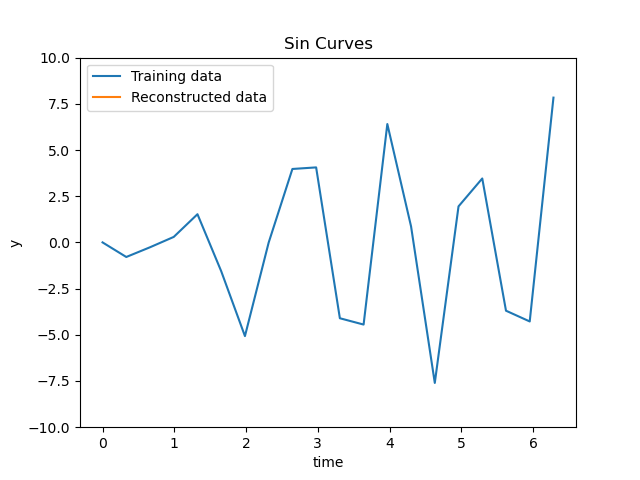 Sin Curves
Training data
Reconstructed data
10.0
7.5
5.0
2.5
0.0
−2.5
−5.0
−7.5
−10.0
y
0 1 2 3 4 5 6
time